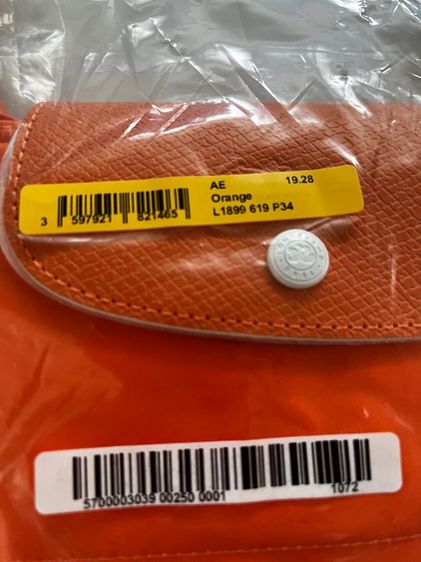 AE 19.28
Orange
L1899 619 P34
3 597921 821465
5700003039 00250 0001 1072